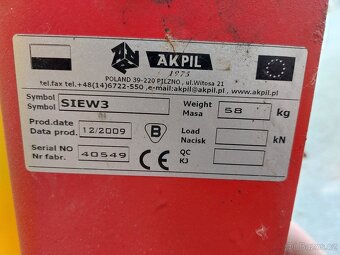 AKPIL
1975
POLAND 39-220 PILZNO , ul.Witosa 21
tel.fax tel.+48(14)6722-550 , e-mail:akpil@akpil.pl , akpil.pl
Symbol
Symbol SIEW3 Weight
Masa 58 kg
Prod.date
Data prod. 12/2009 B Load
Nacisk kN
Serial NO
Nr fabr. 40549 CE QC
KJ